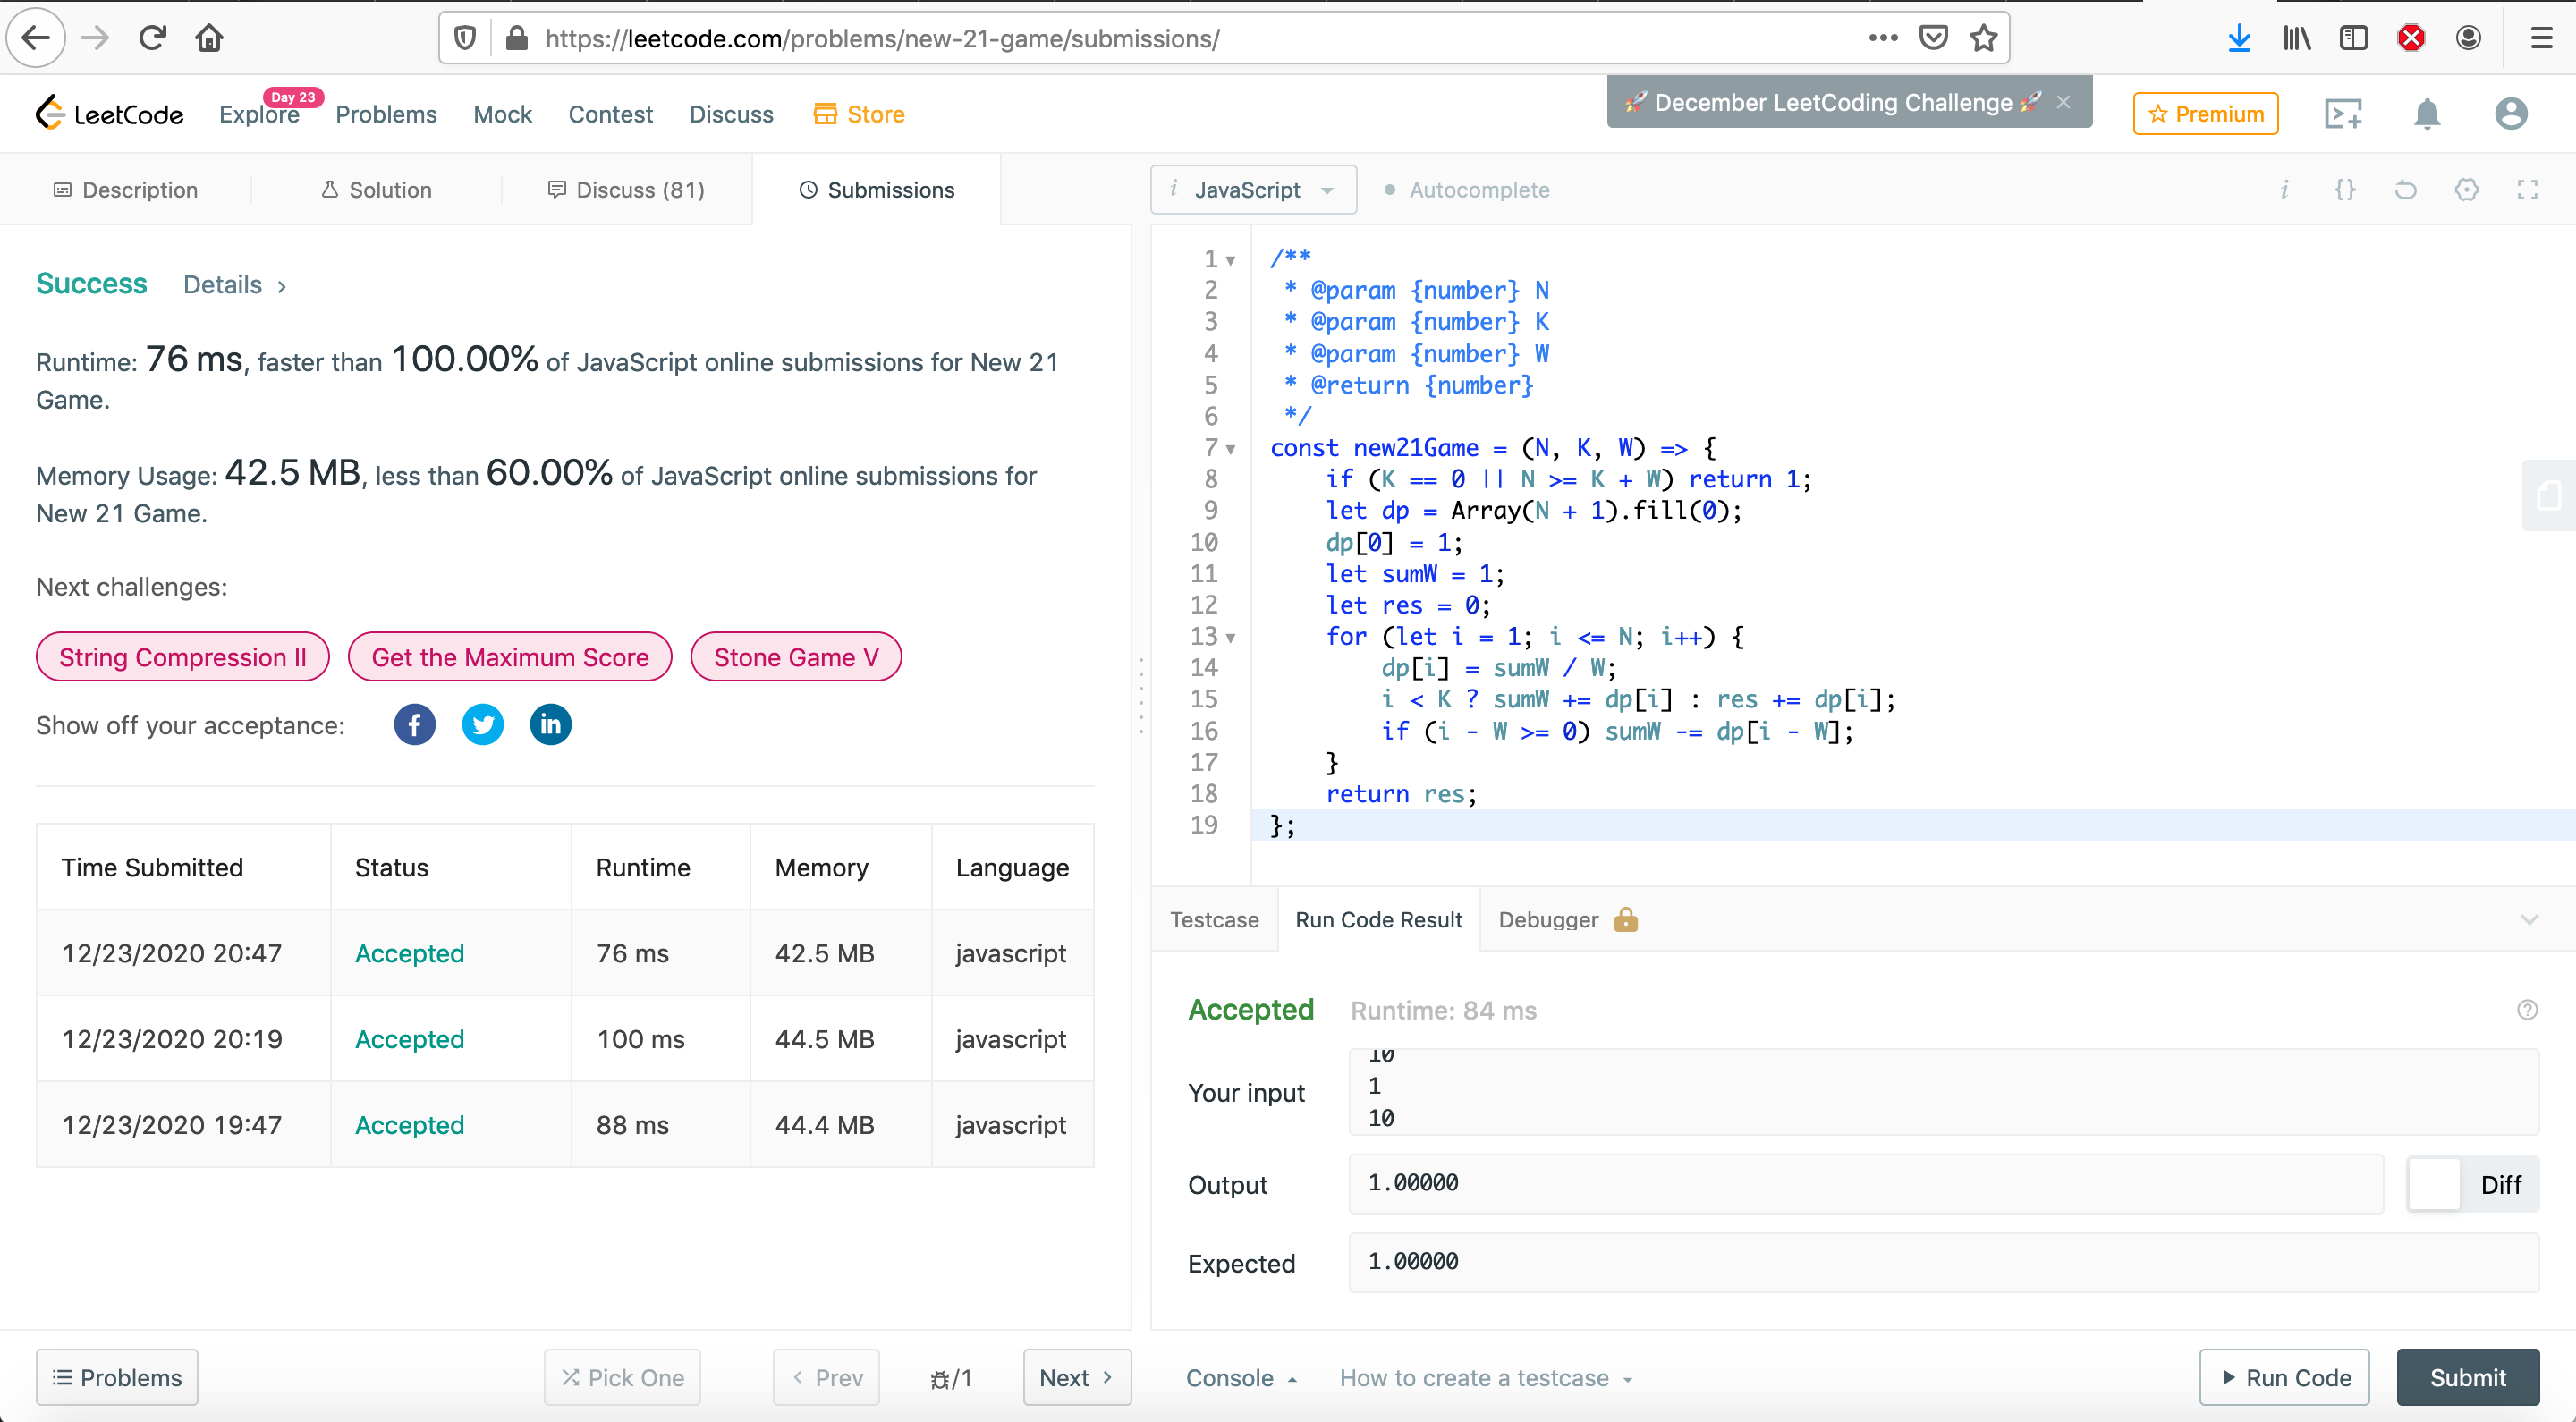 https://leetcode.com/problems/new-21-game/submissions/
LeetCode
Explore
Day 23
Problems
Mock
Contest
Discuss
Store
🚀 December LeetCoding Challenge 🚀 ×
Premium
Description
Solution
Discuss (81)
Submissions
i JavaScript
Autocomplete
Success Details >
Runtime: 76 ms, faster than 100.00% of JavaScript online submissions for New 21
Game.
Memory Usage: 42.5 MB, less than 60.00% of JavaScript online submissions for
New 21 Game.
Next challenges:
String Compression II
Get the Maximum Score
Stone Game V
Show off your acceptance:
Time Submitted Status Runtime Memory Language
12/23/2020 20:47 Accepted 76 ms 42.5 MB javascript
12/23/2020 20:19 Accepted 100 ms 44.5 MB javascript
12/23/2020 19:47 Accepted 88 ms 44.4 MB javascript
1 /**
2  * @param {number} N
3  * @param {number} K
4  * @param {number} W
5  * @return {number}
6  */
7 const new21Game = (N, K, W) => {
8     if (K == 0 || N >= K + W) return 1;
9     let dp = Array(N + 1).fill(0);
10     dp[0] = 1;
11     let sumW = 1;
12     let res = 0;
13     for (let i = 1; i <= N; i++) {
14         dp[i] = sumW / W;
15         i < K ? sumW += dp[i] : res += dp[i];
16         if (i - W >= 0) sumW -= dp[i - W];
17     }
18     return res;
19 };
Testcase
Run Code Result
Debugger
Accepted Runtime: 84 ms
Your input
10
1
10
Output
1.00000
Diff
Expected
1.00000
Problems
Pick One
< Prev
/1
Next >
Console
How to create a testcase
Run Code
Submit